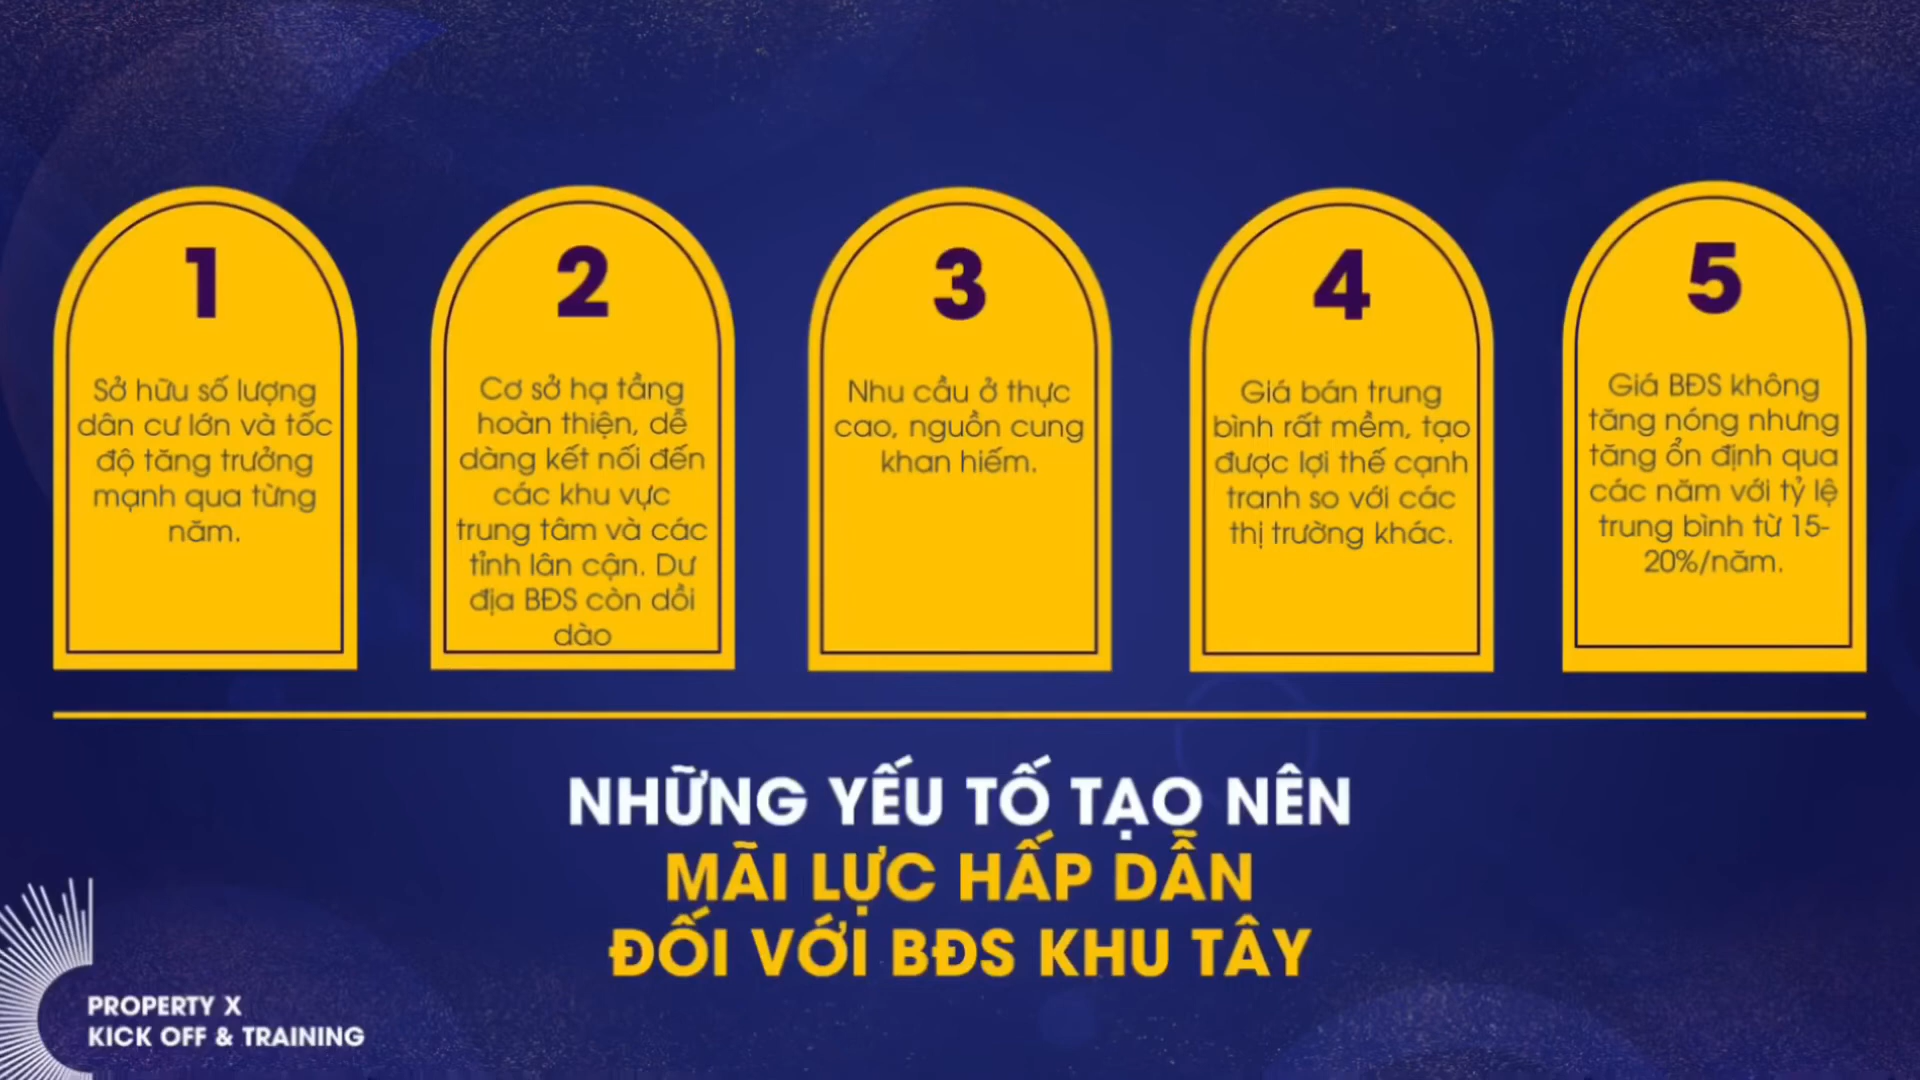 1
Sở hữu số lượng
dân cư lớn và tốc
độ tăng trưởng
mạnh qua từng
năm.
2
Cơ sở hạ tầng
hoàn thiện, dễ
dàng kết nối đến
các khu vực
trung tâm và các
tỉnh lân cận. Dư
địa BĐS còn dồi
dào
3
Nhu cầu ở thực
cao, nguồn cung
khan hiếm.
4
Giá bán trung
bình rất mềm, tạo
được lợi thế cạnh
tranh so với các
thị trường khác.
5
Giá BĐS không
tăng nóng nhưng
tăng ổn định qua
các năm với tỷ lệ
trung bình từ 15-
20%/năm.
NHỮNG YẾU TỐ TẠO NÊN
MÃI LỰC HẤP DẪN
ĐỐI VỚI BĐS KHU TÂY
PROPERTY X
KICK OFF & TRAINING